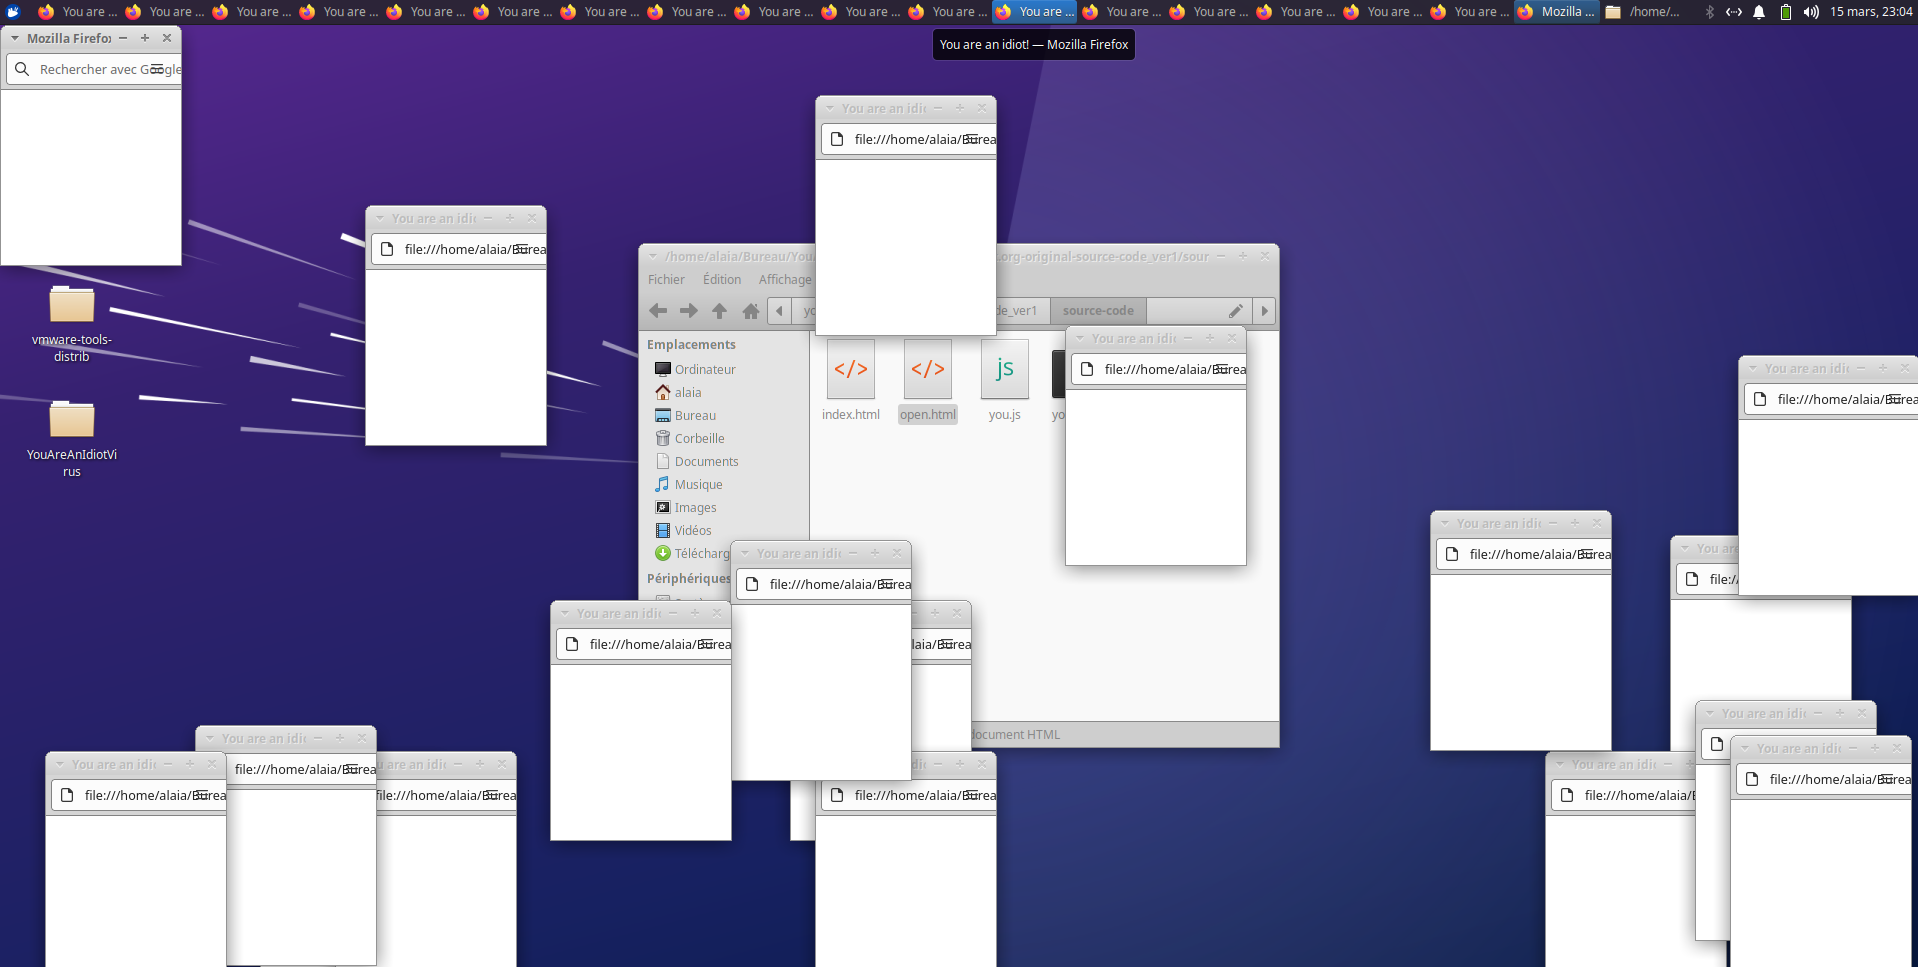 You are ... You are ... You are ... You are ... You are ... You are ... You are ... You are ... You are ... You are ... You are ... You are ... You are ... You are ... You are ... You are ... You are ... Mozilla ... /home/... 15 mars, 23:04
You are an idiot! — Mozilla Firefox
Mozilla Firefox
Rechercher avec Google
You are an idi
file:///home/alaia/Burea
You are an idi
file:///home/alaia/Burea
vmware-tools-
distrib
YouAreAnIdiotVi
rus
/home/alaia/Bureau/You .org-original-source-code_ver1/sour
Fichier Édition Affichage
yo de_ver1 source-code
Emplacements
Ordinateur
alaia
Bureau
Corbeille
Documents
Musique
Images
Vidéos
Télécharg
Périphériques
</>
index.html
</>
open.html
js
you.js
yo
document HTML
You are an idi
file:///home/alaia/Burea
You are an idi
file:///home/alaia/Burea
You are an idi
file:///home/alaia/Burea
laia/Burea
You are an idi
file:///home/alaia/Burea
You are an idi
file:///home/alaia/Burea
You are
file:/
You are an idi
You are an idi
file:///home/alaia/Burea
You are an idi
file:///home/alaia/B
You are an idi
file:///home/alaia/Burea
You are an idi
file:///home/alaia/Burea
u are an idi
file:///home/alaia/Burea
You are an idi
file:///home/alaia/Burea